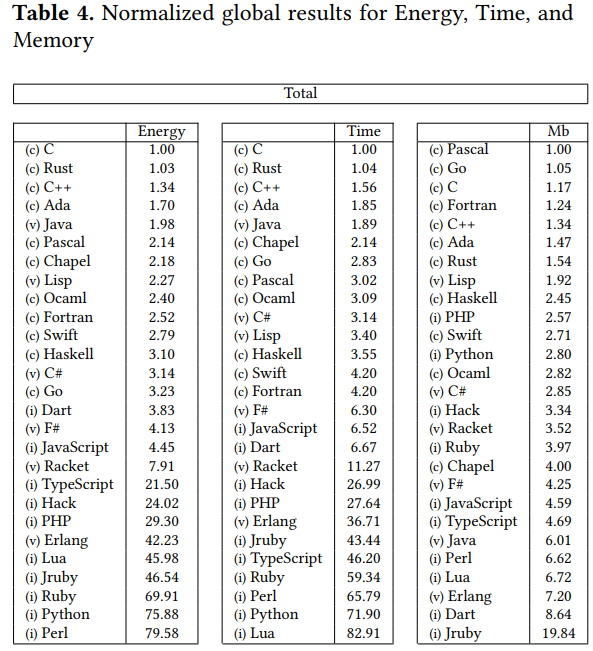 Table 4. Normalized global results for Energy, Time, and
Memory
Total
Energy
(c) C 1.00
(c) Rust 1.03
(c) C++ 1.34
(c) Ada 1.70
(v) Java 1.98
(c) Pascal 2.14
(c) Chapel 2.18
(v) Lisp 2.27
(c) Ocaml 2.40
(c) Fortran 2.52
(c) Swift 2.79
(c) Haskell 3.10
(v) C# 3.14
(c) Go 3.23
(i) Dart 3.83
(v) F# 4.13
(i) JavaScript 4.45
(v) Racket 7.91
(i) TypeScript 21.50
(i) Hack 24.02
(i) PHP 29.30
(v) Erlang 42.23
(i) Lua 45.98
(i) Jruby 46.54
(i) Ruby 69.91
(i) Python 75.88
(i) Perl 79.58
Time
(c) C 1.00
(c) Rust 1.04
(c) C++ 1.56
(c) Ada 1.85
(v) Java 1.89
(c) Chapel 2.14
(c) Go 2.83
(c) Pascal 3.02
(c) Ocaml 3.09
(v) C# 3.14
(v) Lisp 3.40
(c) Haskell 3.55
(c) Swift 4.20
(c) Fortran 4.20
(v) F# 6.30
(i) JavaScript 6.52
(i) Dart 6.67
(v) Racket 11.27
(i) Hack 26.99
(i) PHP 27.64
(v) Erlang 36.71
(i) Jruby 43.44
(i) TypeScript 46.20
(i) Ruby 59.34
(i) Perl 65.79
(i) Python 71.90
(i) Lua 82.91
Mb
(c) Pascal 1.00
(c) Go 1.05
(c) C 1.17
(c) Fortran 1.24
(c) C++ 1.34
(c) Ada 1.47
(c) Rust 1.54
(v) Lisp 1.92
(c) Haskell 2.45
(i) PHP 2.57
(c) Swift 2.71
(i) Python 2.80
(c) Ocaml 2.82
(v) C# 2.85
(i) Hack 3.34
(v) Racket 3.52
(i) Ruby 3.97
(c) Chapel 4.00
(v) F# 4.25
(i) JavaScript 4.59
(i) TypeScript 4.69
(v) Java 6.01
(i) Perl 6.62
(i) Lua 6.72
(v) Erlang 7.20
(i) Dart 8.64
(i) Jruby 19.84